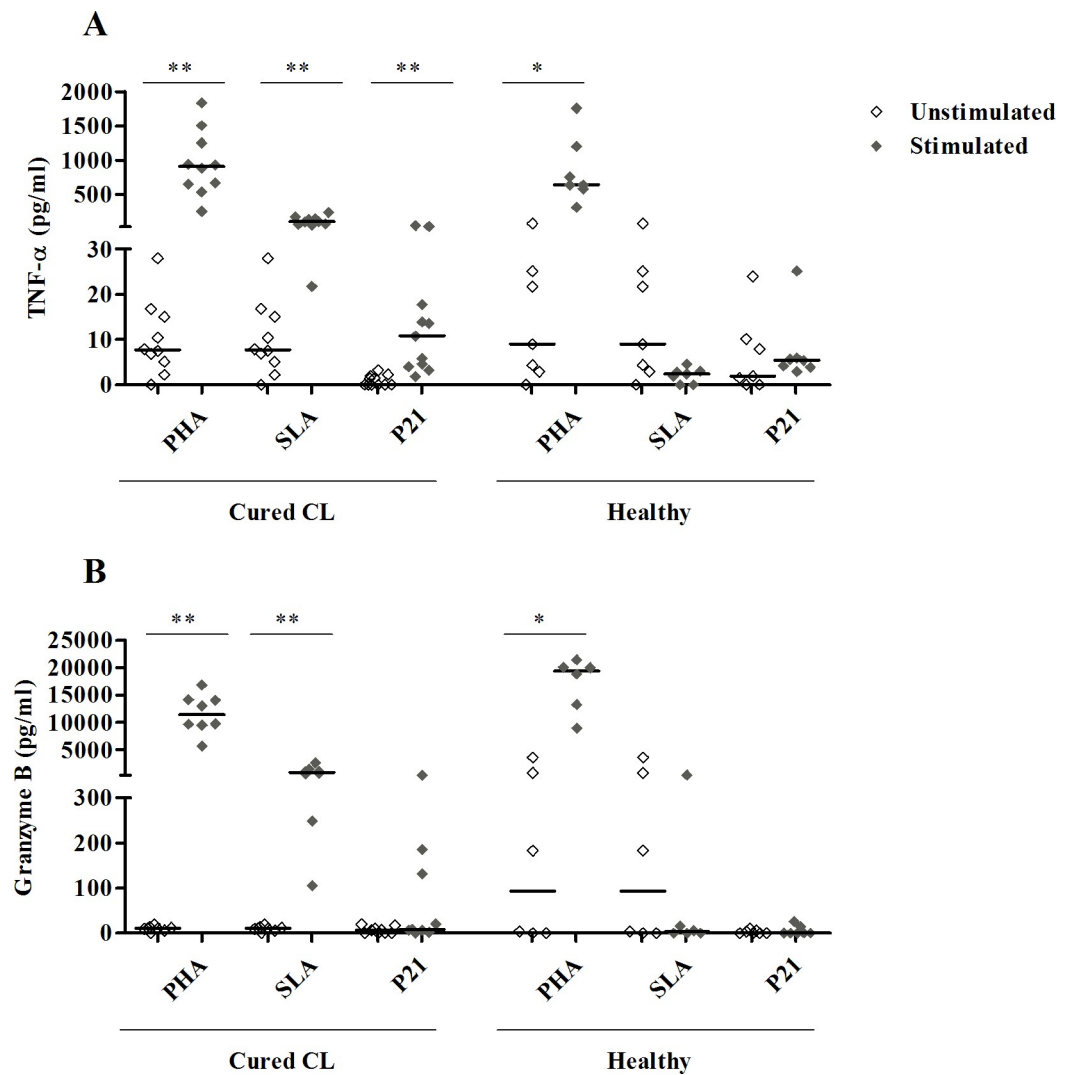 A
** ** ** *
2000
1500
1000
500
30
20
10
0
TNF-α (pg/ml)
Unstimulated
Stimulated
PHA SLA P21 PHA SLA P21
Cured CL Healthy
B
** ** *
25000
20000
15000
10000
5000
300
200
100
0
Granzyme B (pg/ml)
PHA SLA P21 PHA SLA P21
Cured CL Healthy